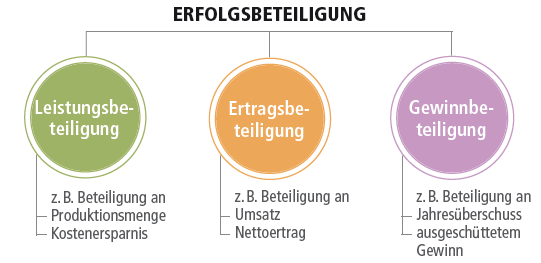 ERFOLGSBETEILIGUNG
Leistungsbe-
teiligung
z. B. Beteiligung an
Produktionsmenge
Kostenersparnis
Ertragsbe-
teiligung
z. B. Beteiligung an
Umsatz
Nettoertrag
Gewinnbe-
teiligung
z. B. Beteiligung an
Jahresüberschuss
ausgeschüttetem
Gewinn